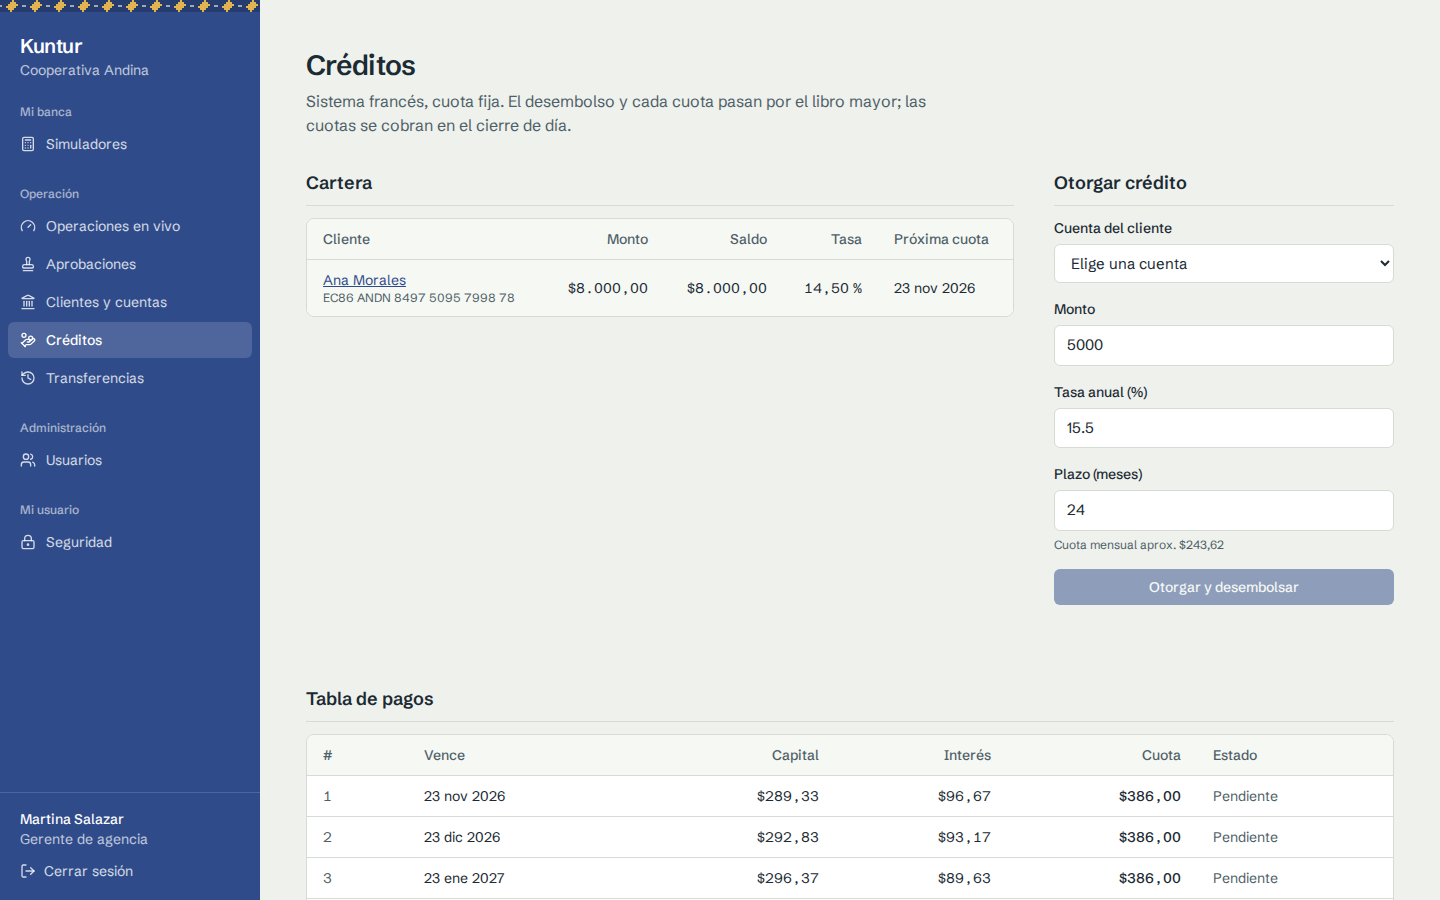 Kuntur
Cooperativa Andina
Mi banca
Simuladores
Operación
Operaciones en vivo
Aprobaciones
Clientes y cuentas
Créditos
Transferencias
Administración
Usuarios
Mi usuario
Seguridad
Martina Salazar
Gerente de agencia
Cerrar sesión
Créditos
Sistema francés, cuota fija. El desembolso y cada cuota pasan por el libro mayor; las
cuotas se cobran en el cierre de día.
Cartera
Cliente Monto Saldo Tasa Próxima cuota
Ana Morales
EC86 ANDN 8497 5095 7998 78
$8.000,00 $8.000,00 14,50 % 23 nov 2026
Otorgar crédito
Cuenta del cliente
Elige una cuenta
Monto
5000
Tasa anual (%)
15.5
Plazo (meses)
24
Cuota mensual aprox. $243,62
Otorgar y desembolsar
Tabla de pagos
# Vence Capital Interés Cuota Estado
1 23 nov 2026 $289,33 $96,67 $386,00 Pendiente
2 23 dic 2026 $292,83 $93,17 $386,00 Pendiente
3 23 ene 2027 $296,37 $89,63 $386,00 Pendiente